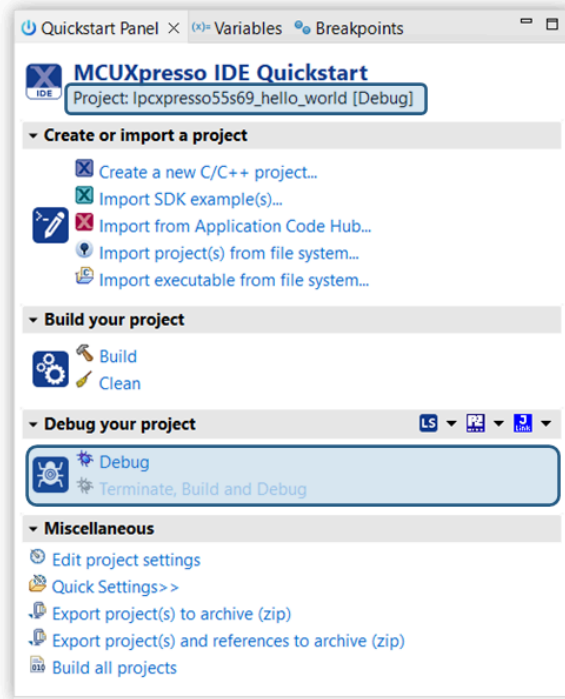 Quickstart Panel (x)= Variables Breakpoints
X
IDE
MCUXpresso IDE Quickstart
Project: lpcxpresso55s69_hello_world [Debug]
Create or import a project
Create a new C/C++ project...
Import SDK example(s)...
Import from Application Code Hub...
Import project(s) from file system...
Import executable from file system...
Build your project
Build
Clean
Debug your project LS PE J Link
Debug
Terminate, Build and Debug
Miscellaneous
Edit project settings
Quick Settings>>
Export project(s) to archive (zip)
Export project(s) and references to archive (zip)
010 Build all projects